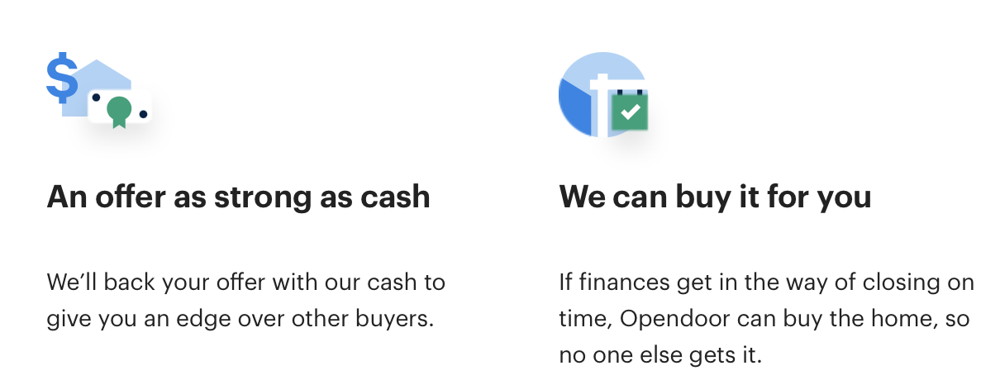 $
An offer as strong as cash
We’ll back your offer with our cash to
give you an edge over other buyers.
We can buy it for you
If finances get in the way of closing on
time, Opendoor can buy the home, so
no one else gets it.